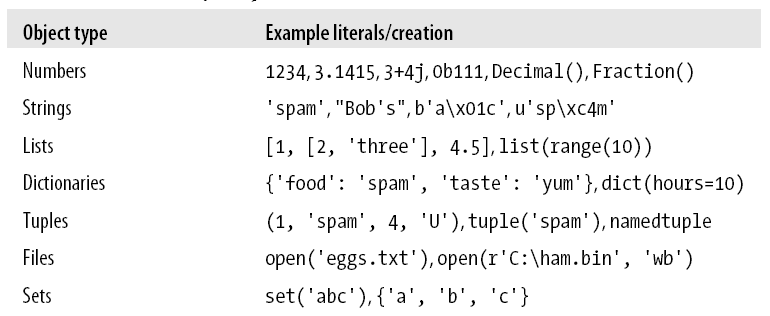 Object type Example literals/creation
Numbers 1234, 3.1415, 3+4j, 0b111, Decimal(), Fraction()
Strings 'spam', "Bob's", b'a\x01c', u'sp\xc4m'
Lists [1, [2, 'three'], 4.5], list(range(10))
Dictionaries {'food': 'spam', 'taste': 'yum'}, dict(hours=10)
Tuples (1, 'spam', 4, 'U'), tuple('spam'), namedtuple
Files open('eggs.txt'), open(r'C:\ham.bin', 'wb')
Sets set('abc'), {'a', 'b', 'c'}